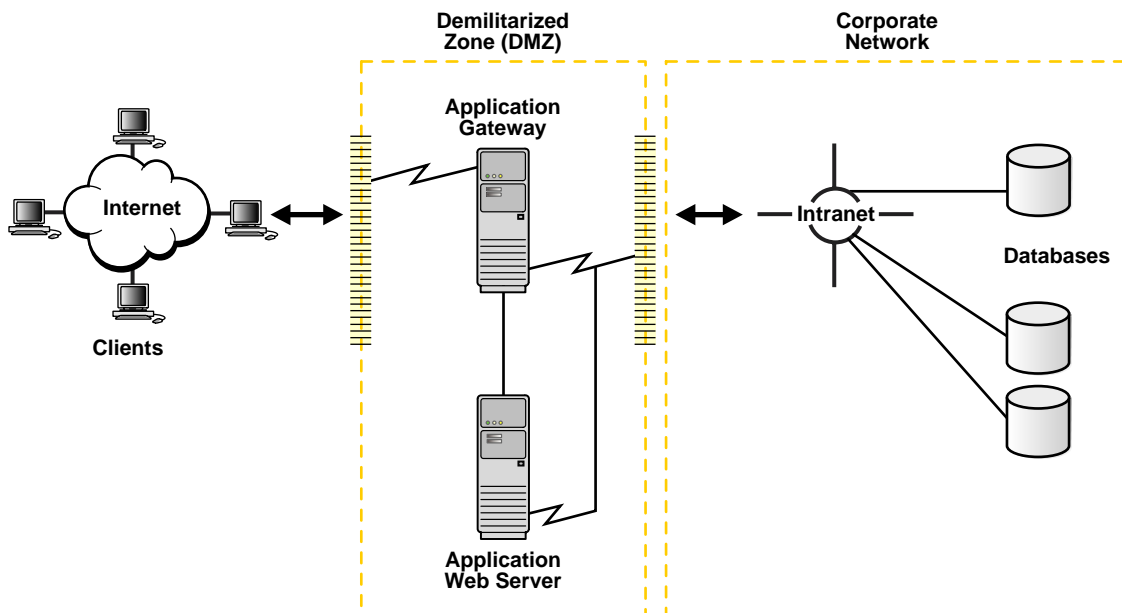 Demilitarized
Zone (DMZ)
Corporate
Network
Application
Gateway
Internet
Intranet
Databases
Clients
Application
Web Server